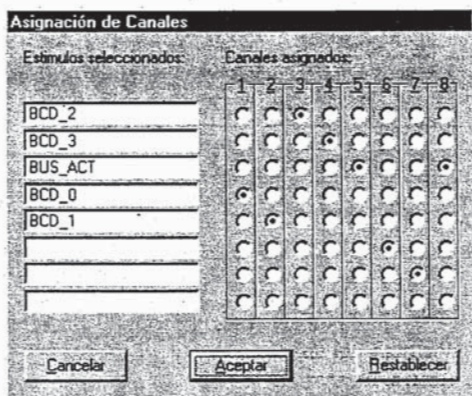 Asignación de Canales
Estímulos seleccionados:
Canales asignados:
1 2 3 4 5 6 7 8
BCD_2
BCD_3
BUS_ACT
BCD_0
BCD_1
Cancelar
Aceptar
Restablecer